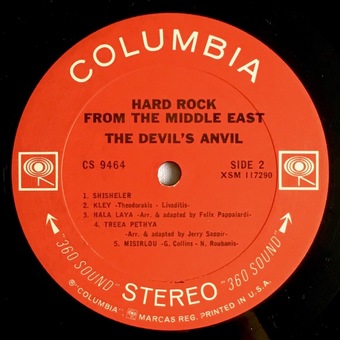 COLUMBIA
HARD ROCK
FROM THE MIDDLE EAST
THE DEVIL'S ANVIL
CS 9464
SIDE 2
XSM 117290
1. SHISHELER
2. KLEY -Theodorakis - Livaditis-
3. HALA LAYA -Arr. & adapted by Felix Pappalardi-
4. TREEA PETHYA
-Arr. & adapted by Jerry Sappir-
5. MISIRLOU -G. Collins - N. Roubanis-
"360 SOUND" STEREO "360 SOUND"
® "COLUMBIA", MARCAS REG. PRINTED IN U.S.A.